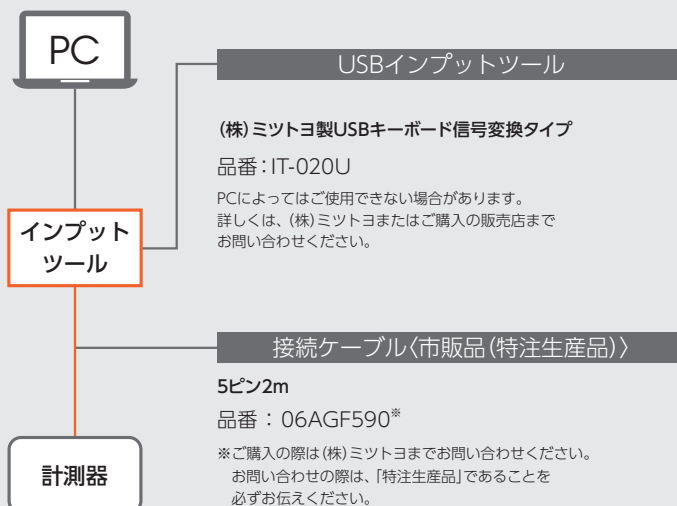 PC
USBインプットツール
(株)ミツトヨ製USBキーボード信号変換タイプ
品番:IT-020U
PCによってはご使用できない場合があります。
詳しくは、(株)ミツトヨまたはご購入の販売店まで
お問い合わせください。
インプット
ツール
接続ケーブル〈市販品(特注生産品)〉
5ピン2m
品番：06AGF590※
※ご購入の際は(株)ミツトヨまでお問い合わせください。
お問い合わせの際は、「特注生産品」であることを
必ずお伝えください。
計測器